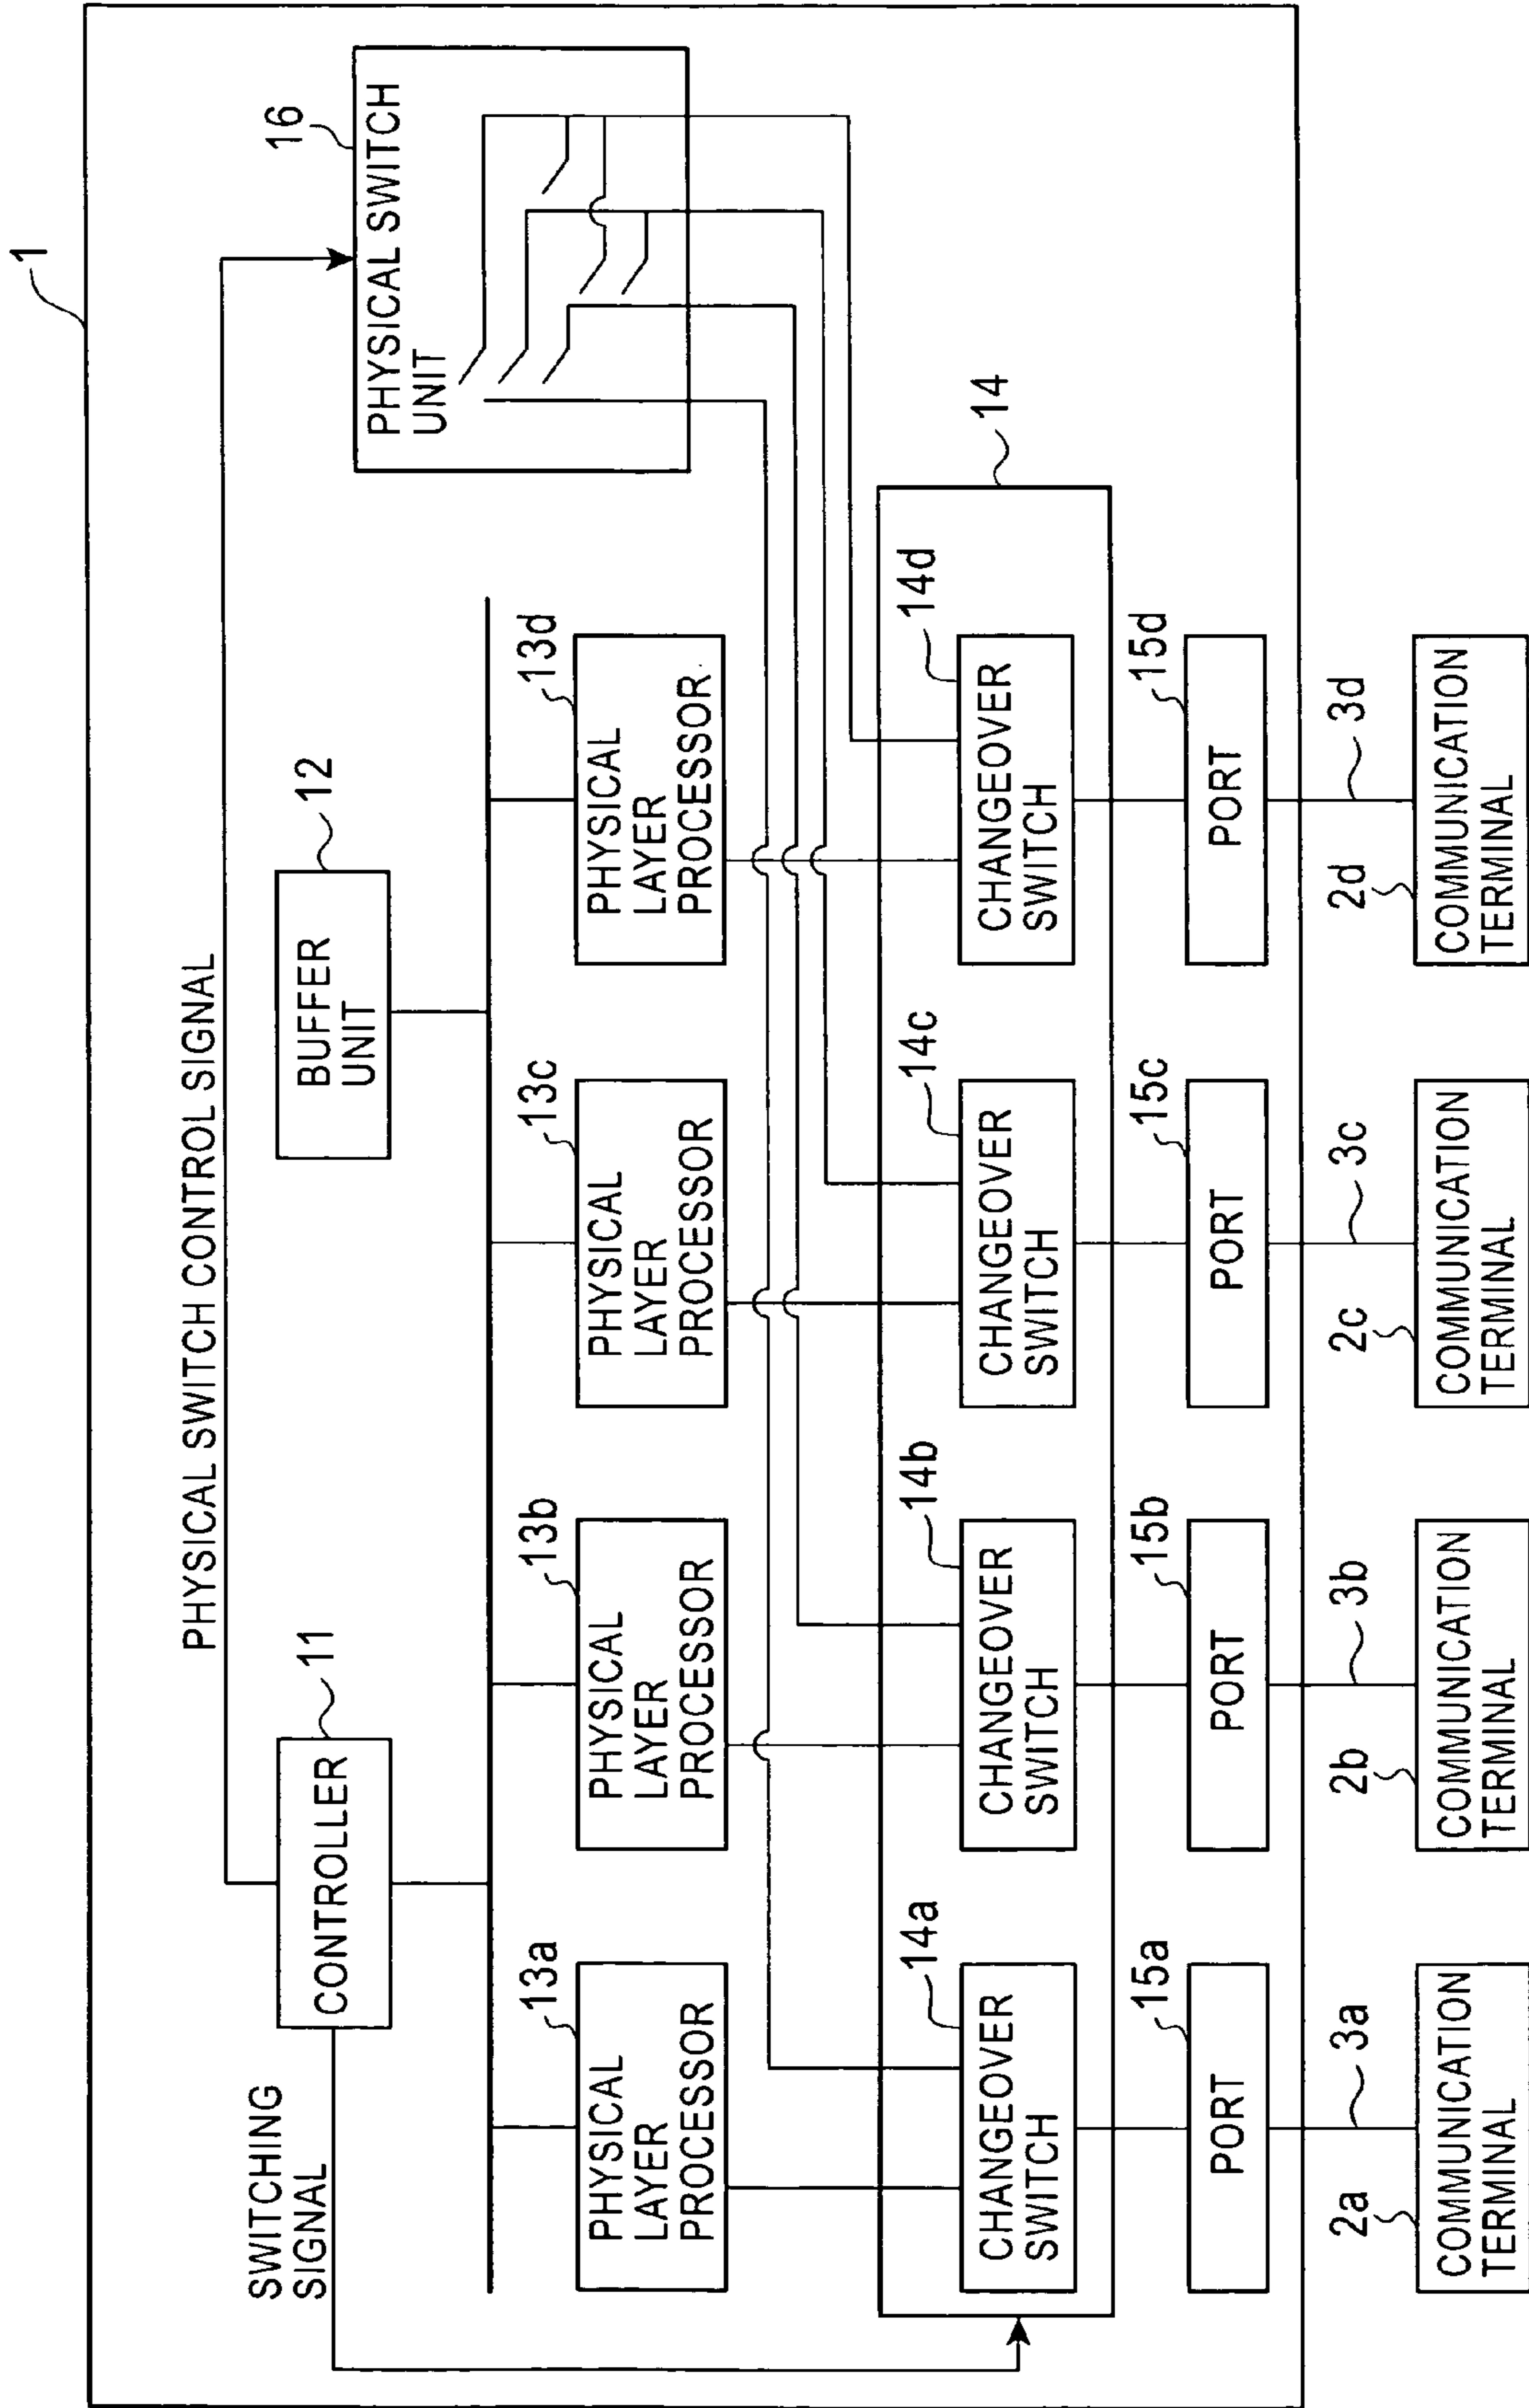 1
PHYSICAL SWITCH CONTROL SIGNAL
SWITCHING
SIGNAL
CONTROLLER
11
BUFFER
UNIT
12
16
PHYSICAL SWITCH
UNIT
13a
PHYSICAL
LAYER
PROCESSOR
13b
PHYSICAL
LAYER
PROCESSOR
13c
PHYSICAL
LAYER
PROCESSOR
13d
PHYSICAL
LAYER
PROCESSOR
14
14a
CHANGEOVER
SWITCH
14b
CHANGEOVER
SWITCH
14c
CHANGEOVER
SWITCH
14d
CHANGEOVER
SWITCH
15a
PORT
15b
PORT
15c
PORT
15d
PORT
2a
3a
COMMUNICATION
TERMINAL
2b
3b
COMMUNICATION
TERMINAL
2c
3c
COMMUNICATION
TERMINAL
2d
3d
COMMUNICATION
TERMINAL